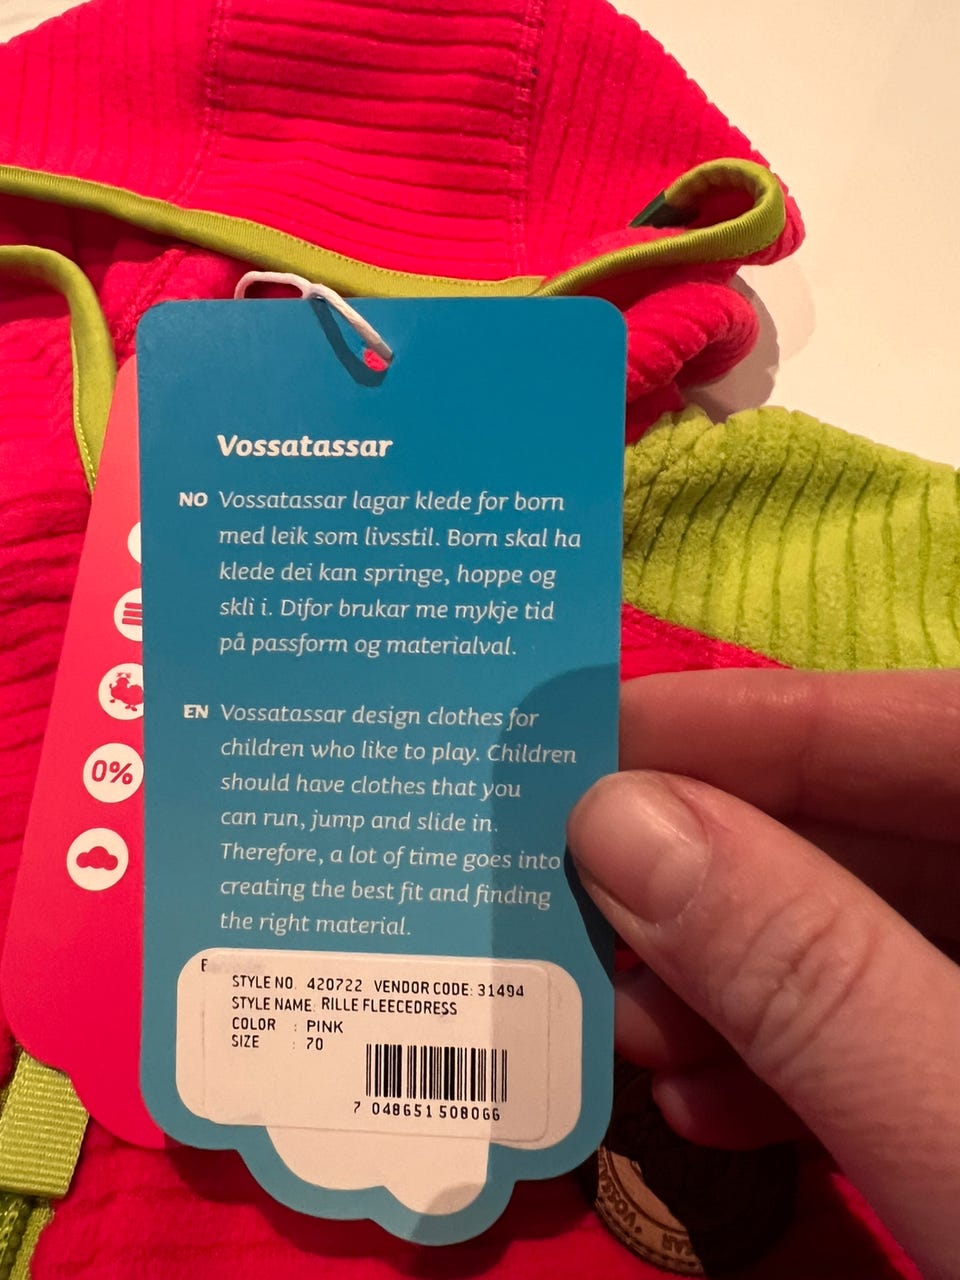 Vossatassar
NO Vossatassar lagar klede for born
med leik som livsstil. Born skal ha
klede dei kan springe, hoppe og
skli i. Difor brukar me mykje tid
på passform og materialval.
EN Vossatassar design clothes for
children who like to play. Children
should have clothes that you
can run, jump and slide in.
Therefore, a lot of time goes into
creating the best fit and finding
the right material.
STYLE NO. 420722 VENDOR CODE: 31494
STYLE NAME: RILLE FLEECEDRESS
COLOR : PINK
SIZE : 70
7 048651 508066
0%